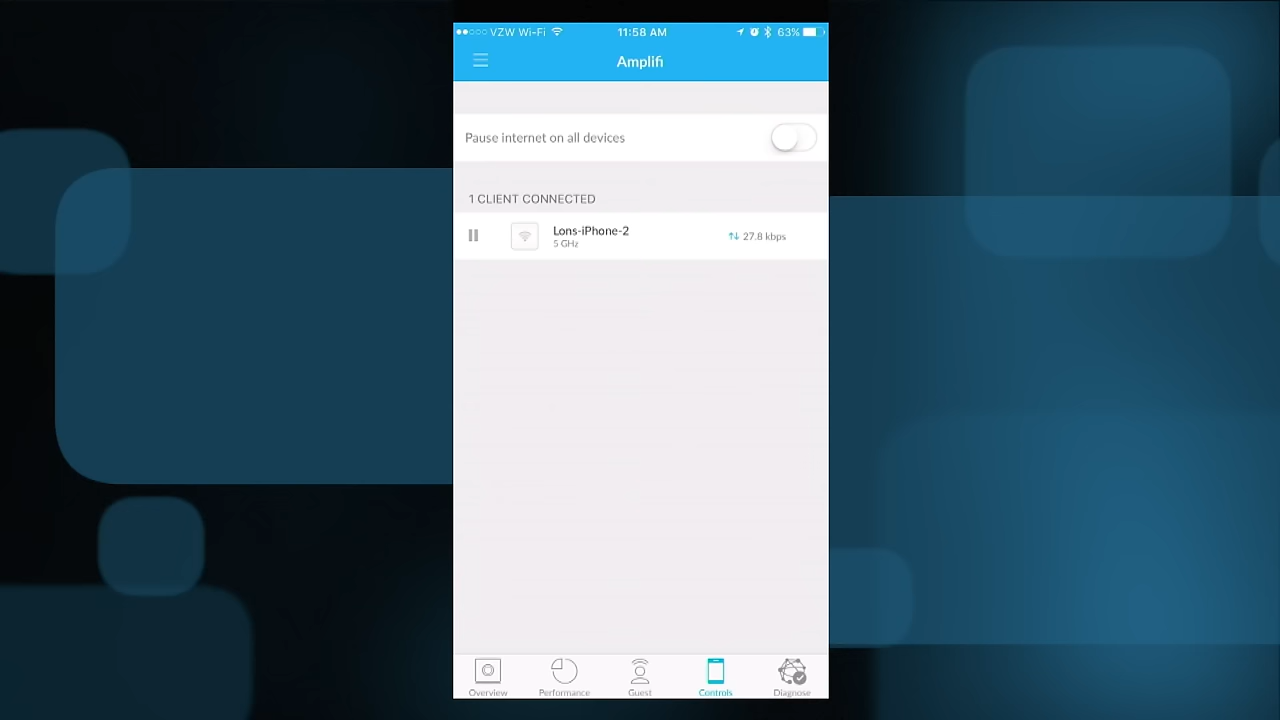 VZW Wi-Fi 11:58 AM 63%
Amplifi
Pause internet on all devices
1 CLIENT CONNECTED
Lons-iPhone-2
5 GHz
27.8 kbps
Overview Performance Guest Controls Diagnose